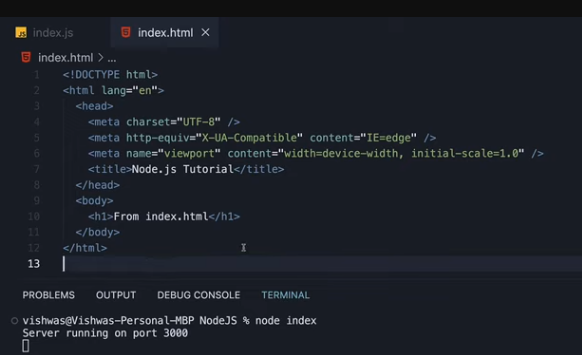 JS index.js
index.html ×
index.html > ...
1 <!DOCTYPE html>
2 <html lang="en">
3 <head>
4 <meta charset="UTF-8" />
5 <meta http-equiv="X-UA-Compatible" content="IE=edge" />
6 <meta name="viewport" content="width=device-width, initial-scale=1.0" />
7 <title>Node.js Tutorial</title>
8 </head>
9 <body>
10 <h1>From index.html</h1>
11 </body>
12 </html>
13
PROBLEMS OUTPUT DEBUG CONSOLE TERMINAL
vishwas@Vishwas-Personal-MBP NodeJS % node index
Server running on port 3000